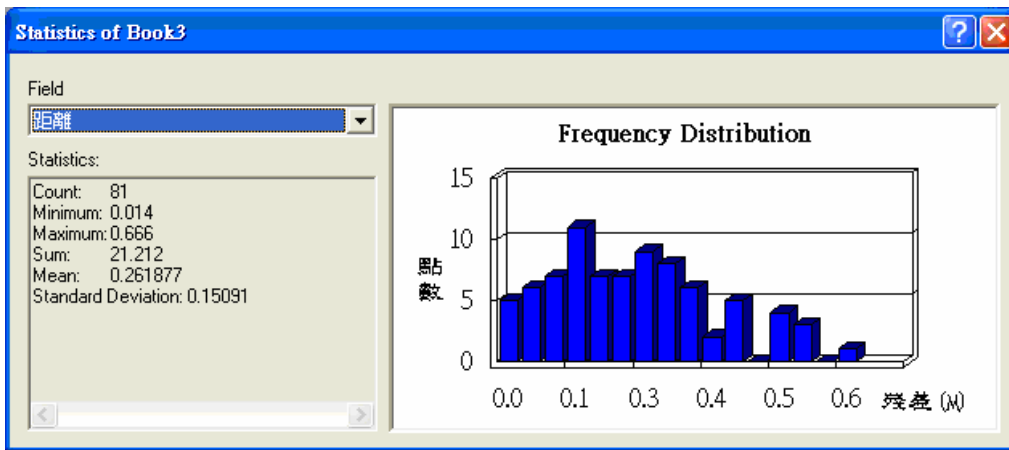 Statistics of Book3
Field
距離
Statistics:
Count: 81
Minimum: 0.014
Maximum: 0.666
Sum: 21.212
Mean: 0.261877
Standard Deviation: 0.15091
Frequency Distribution
15
10
5
0
點數
0.0 0.1 0.3 0.4 0.5 0.6 殘差 (M)